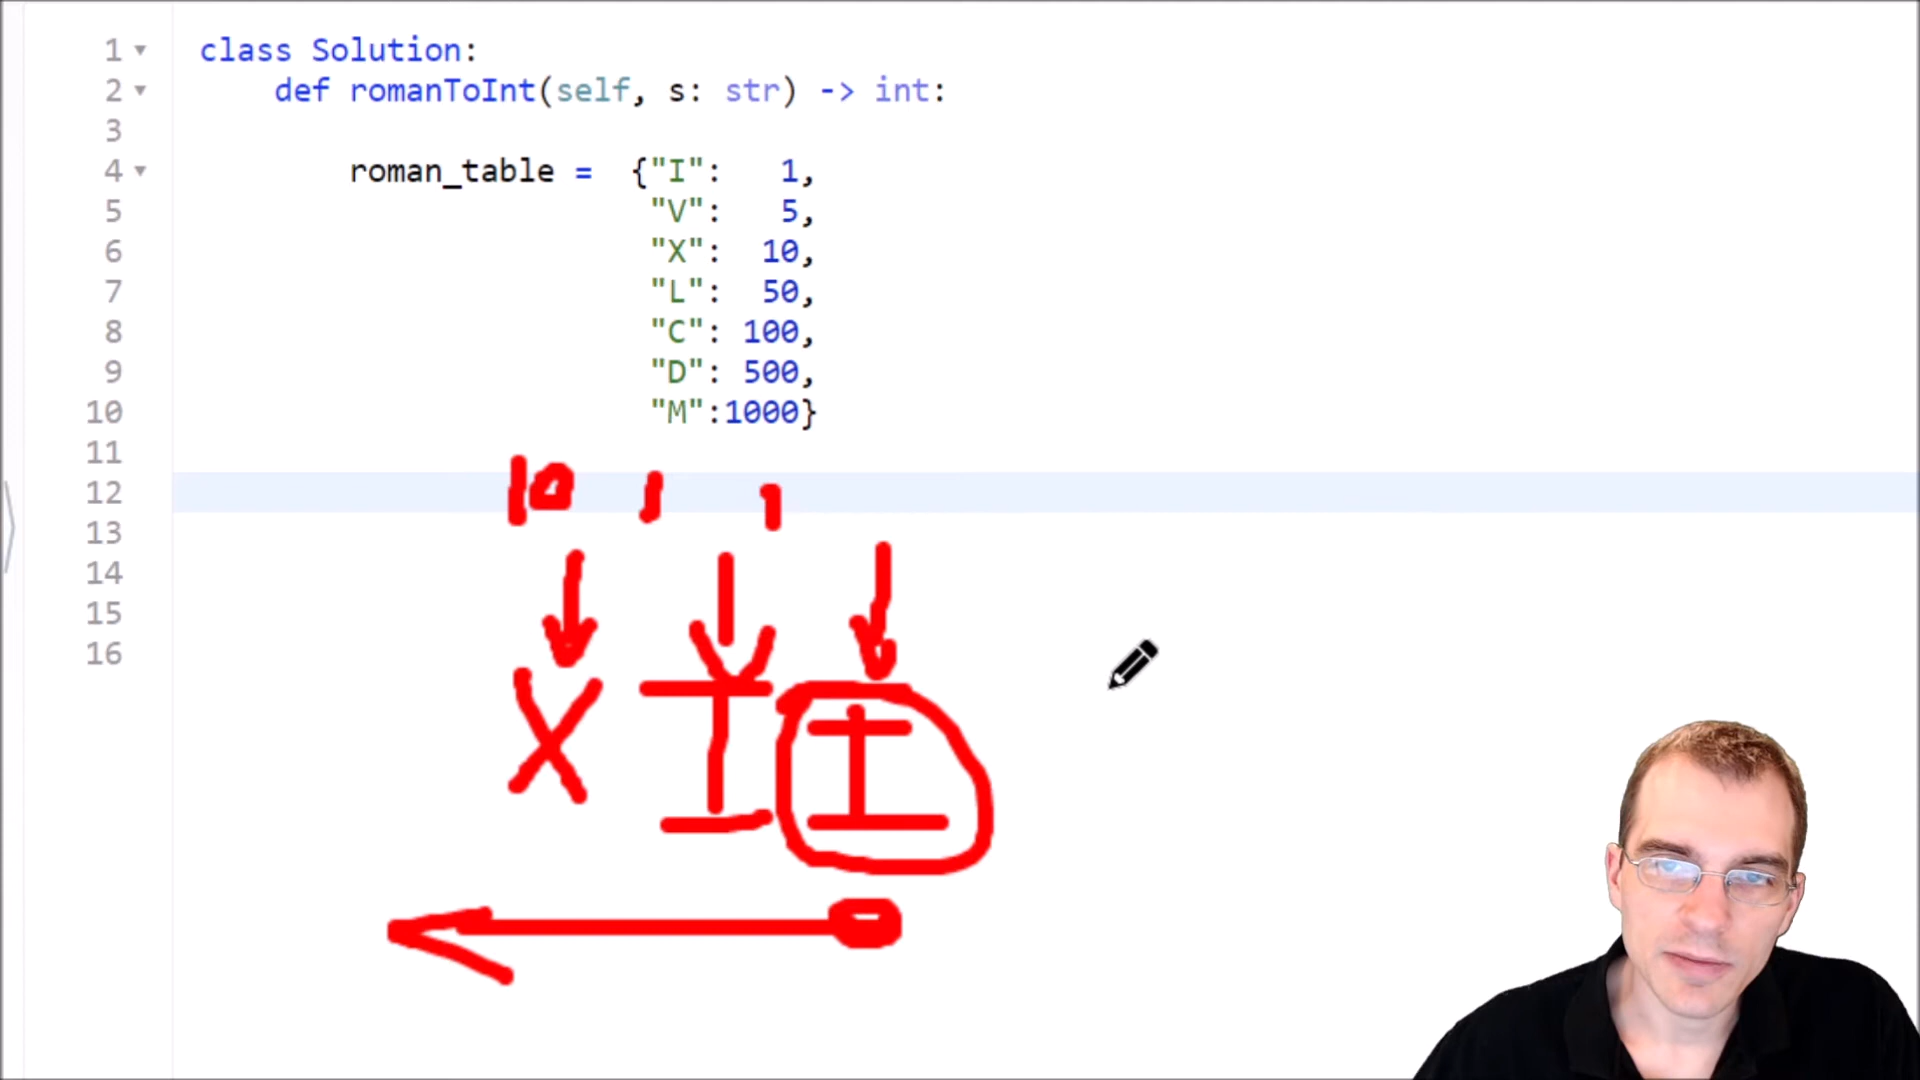 1 class Solution:
2 def romanToInt(self, s: str) -> int:
3
4 roman_table = {"I": 1,
5 "V": 5,
6 "X": 10,
7 "L": 50,
8 "C": 100,
9 "D": 500,
10 "M":1000}
11
12
13
14
15
16
10 1 1
X I I